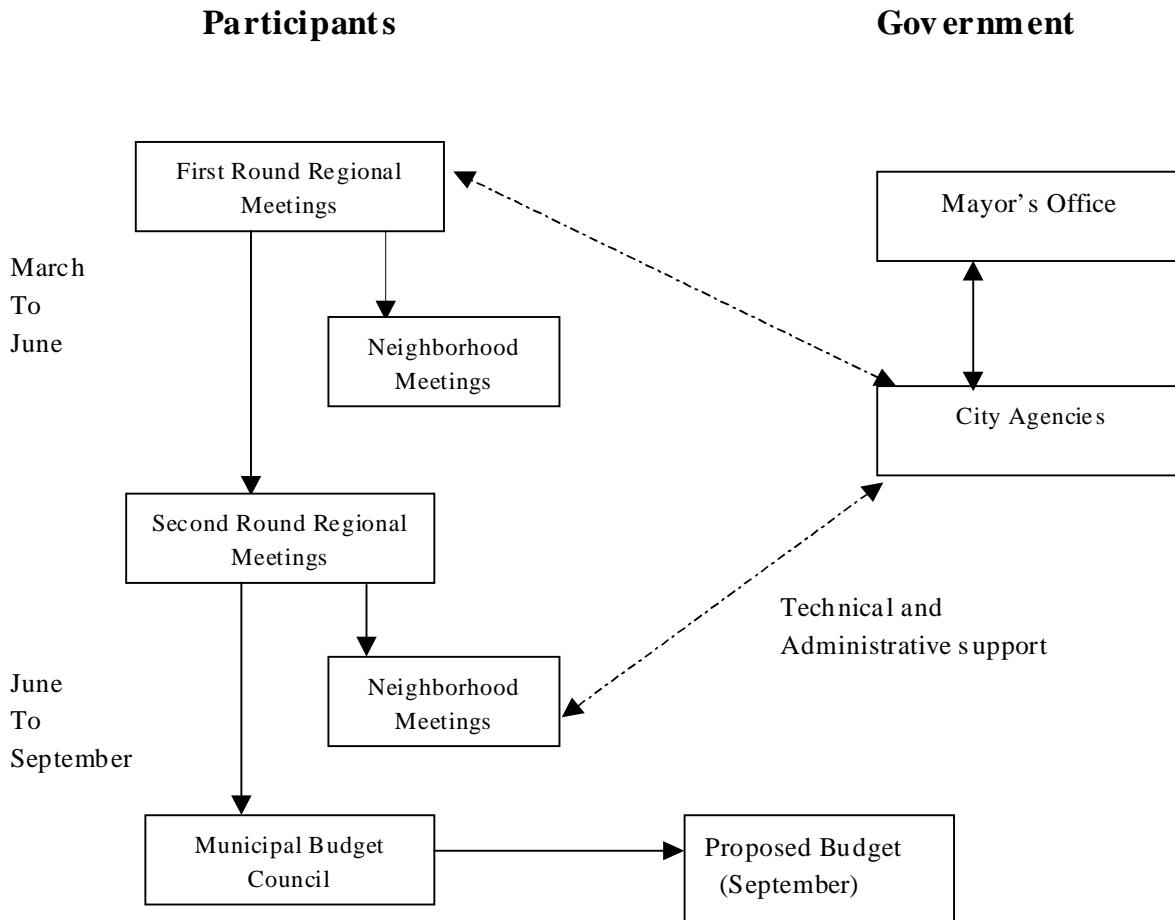 Participants
Government
First Round Regional
Meetings
Mayor's Office
March
To
June
Neighborhood
Meetings
City Agencies
Second Round Regional
Meetings
Technical and
Administrative support
Neighborhood
Meetings
June
To
September
Municipal Budget
Council
Proposed Budget
(September)